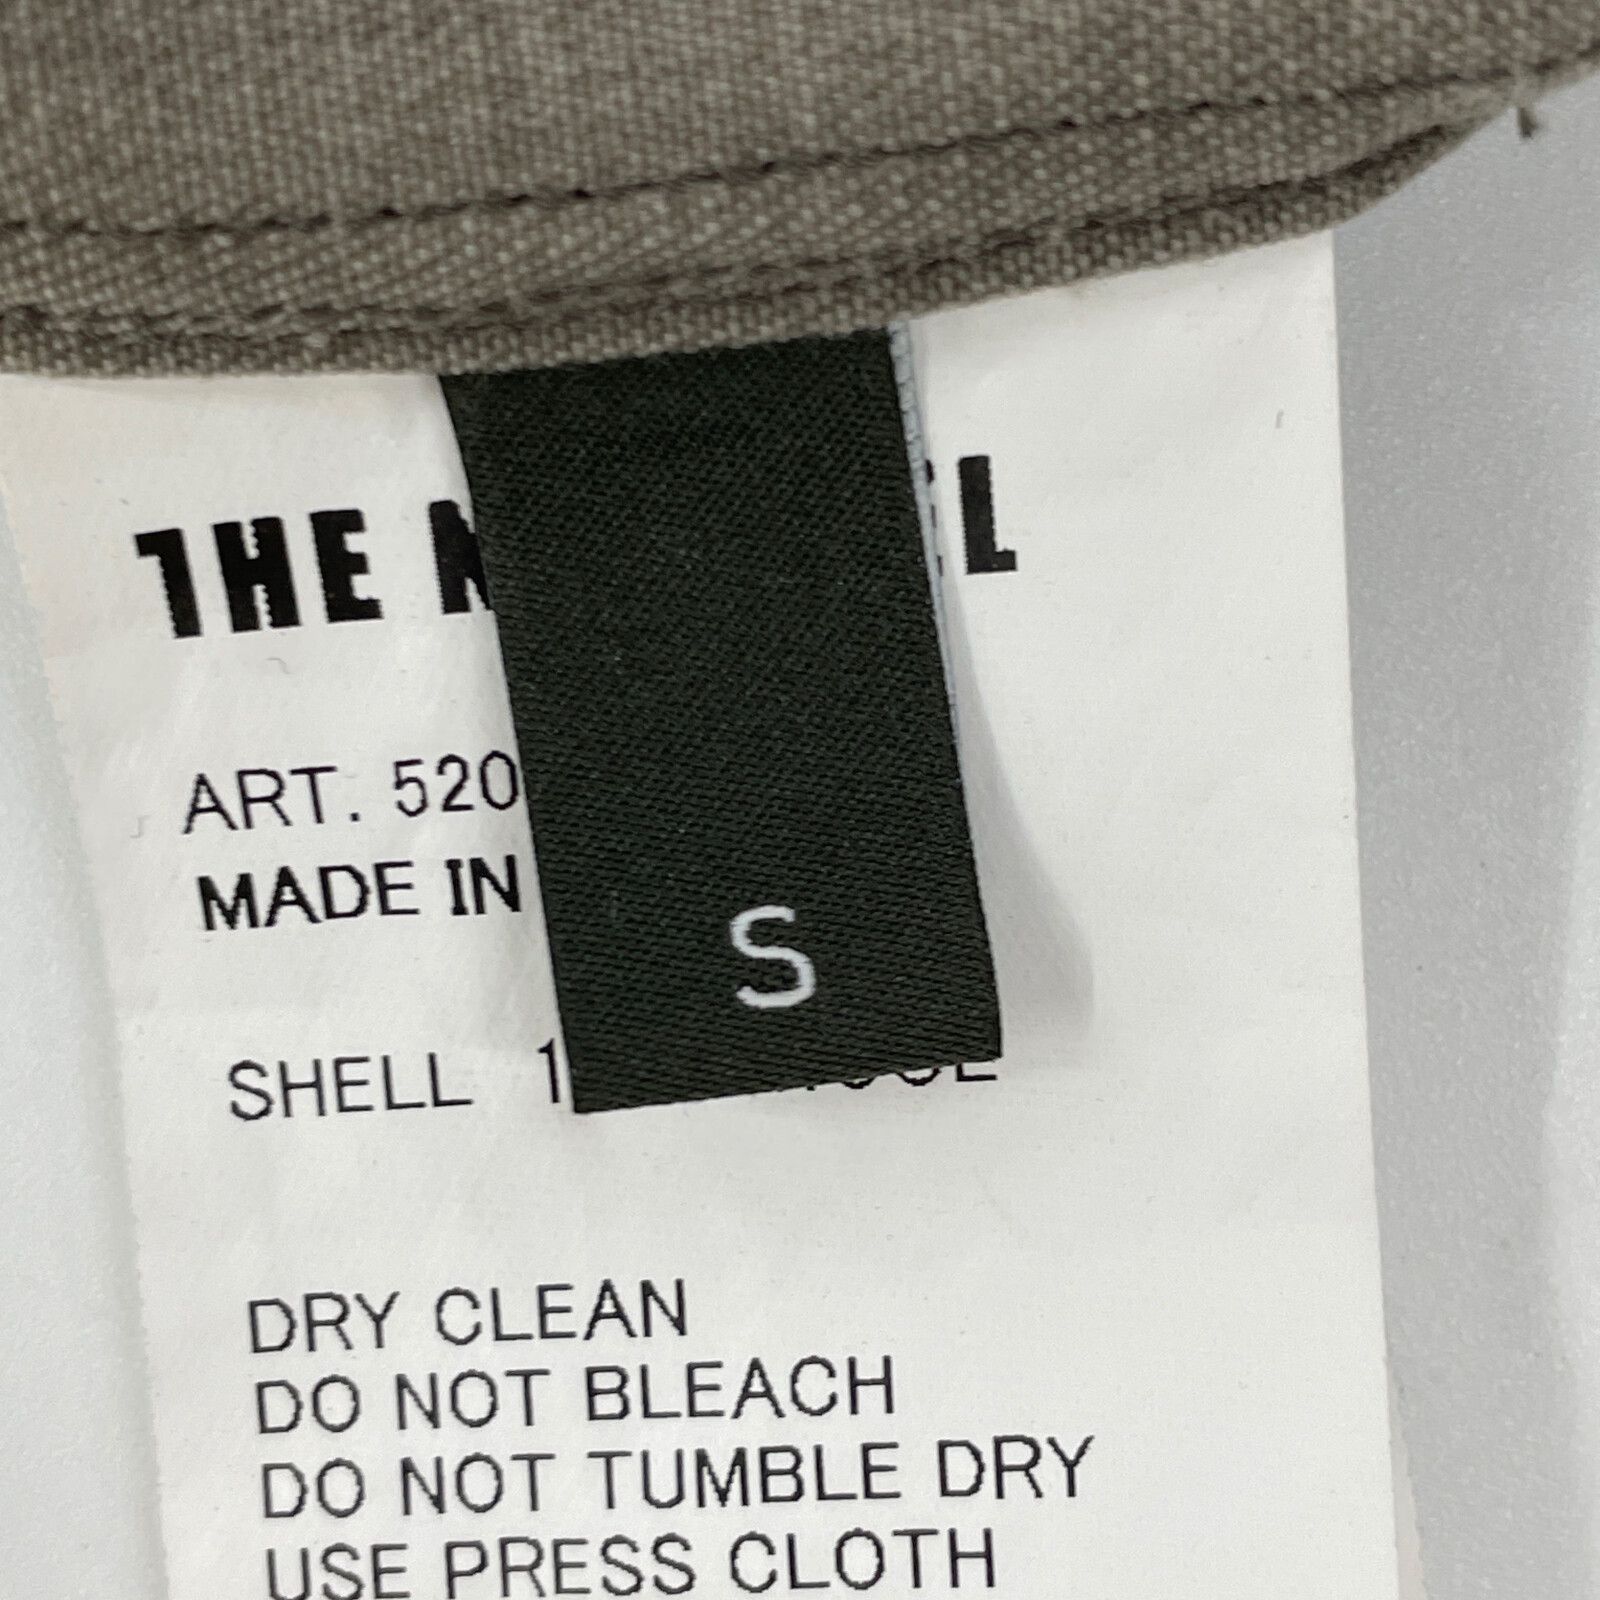 THE
ART. 520
MADE IN
S
SHELL
DRY CLEAN
DO NOT BLEACH
DO NOT TUMBLE DRY
USE PRESS CLOTH